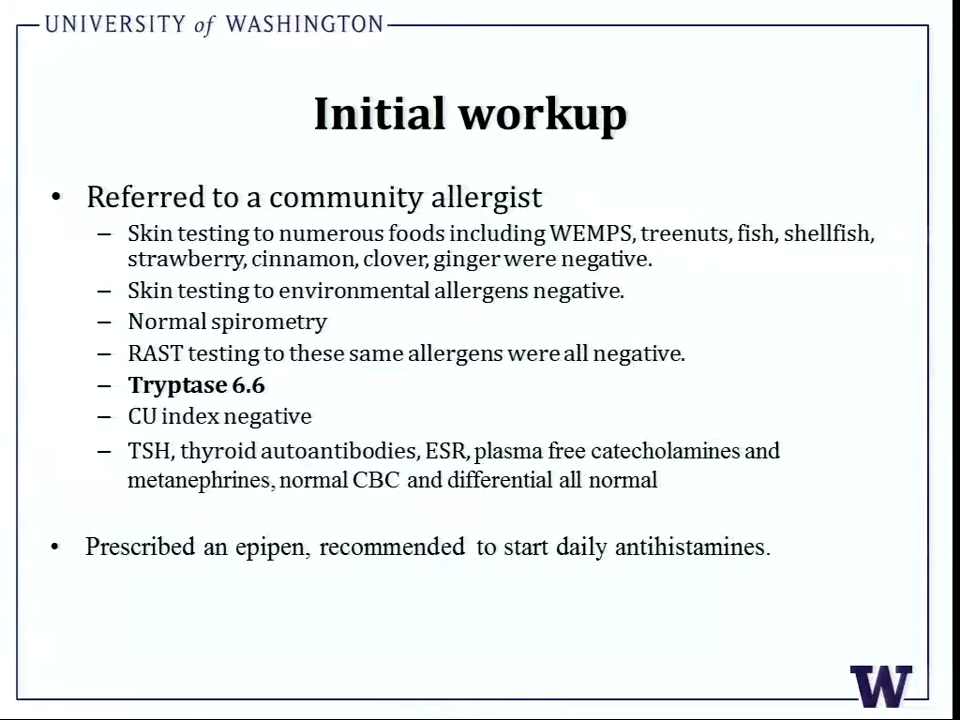 UNIVERSITY of WASHINGTON
Initial workup
• Referred to a community allergist
– Skin testing to numerous foods including WEMPS, treenuts, fish, shellfish,
strawberry, cinnamon, clover, ginger were negative.
– Skin testing to environmental allergens negative.
– Normal spirometry
– RAST testing to these same allergens were all negative.
– Tryptase 6.6
– CU index negative
– TSH, thyroid autoantibodies, ESR, plasma free catecholamines and
metanephrines, normal CBC and differential all normal
• Prescribed an epipen, recommended to start daily antihistamines.
W